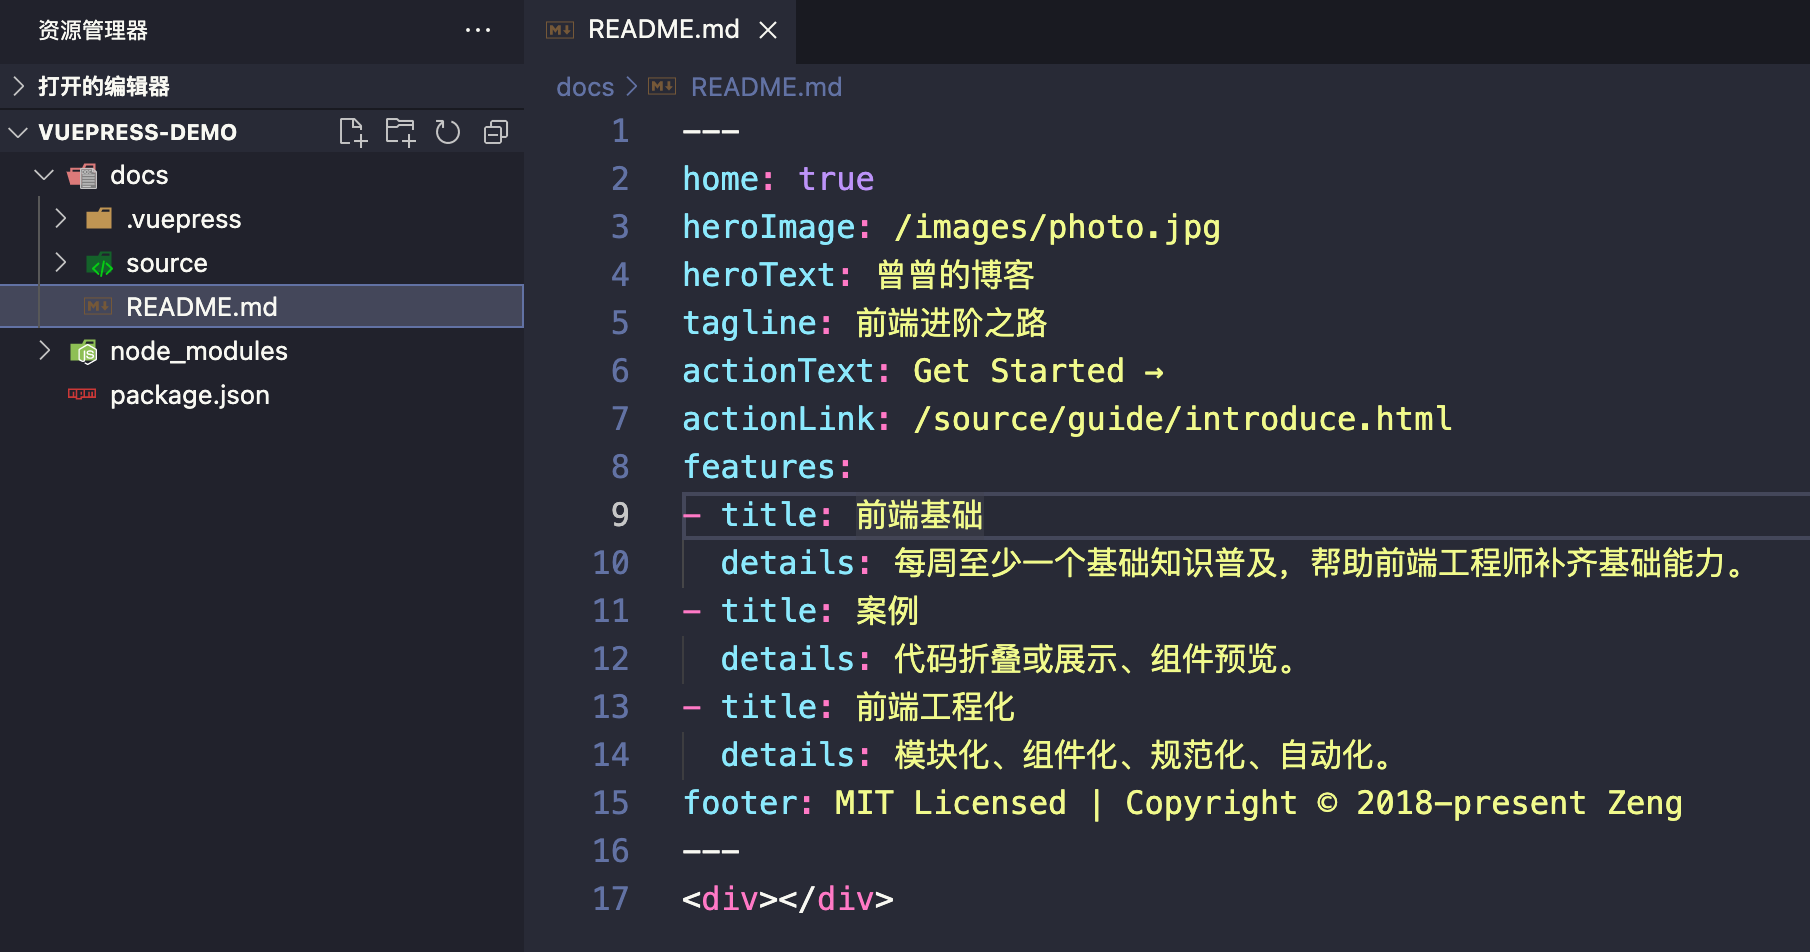 资源管理器
打开的编辑器
VUEPRESS-DEMO
docs
.vuepress
source
README.md
node_modules
package.json
README.md
docs > README.md
1 ---
2 home: true
3 heroImage: /images/photo.jpg
4 heroText: 曾曾的博客
5 tagline: 前端进阶之路
6 actionText: Get Started →
7 actionLink: /source/guide/introduce.html
8 features:
9 - title: 前端基础
10   details: 每周至少一个基础知识普及，帮助前端工程师补齐基础能力。
11 - title: 案例
12   details: 代码折叠或展示、组件预览。
13 - title: 前端工程化
14   details: 模块化、组件化、规范化、自动化。
15 footer: MIT Licensed | Copyright © 2018-present Zeng
16 ---
17 <div></div>